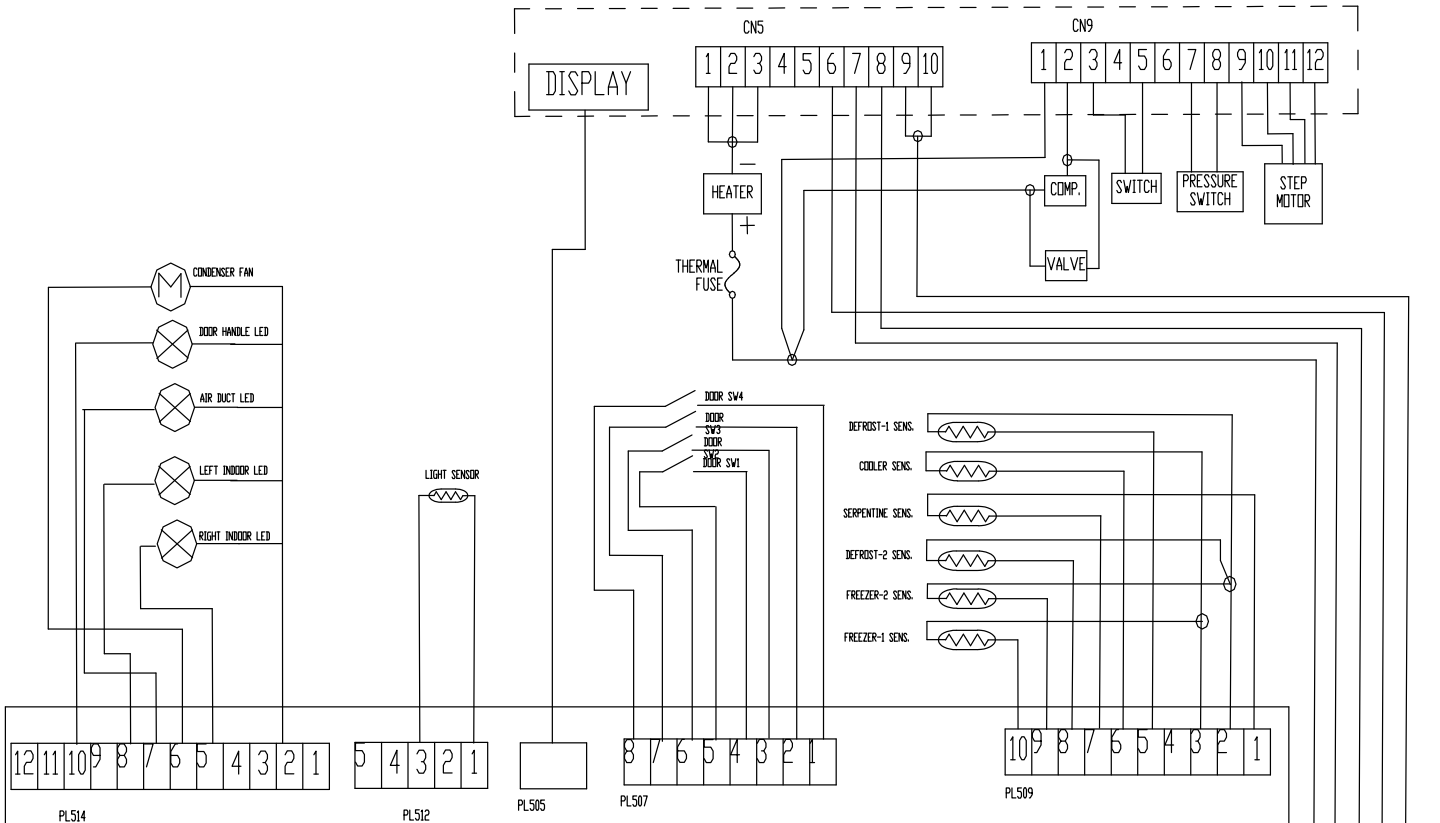 CN5
CN9
DISPLAY
1 2 3 4 5 6 7 8 9 10
1 2 3 4 5 6 7 8 9 10 11 12
−
HEATER
+
COMP.
SWITCH
PRESSURE
SWITCH
STEP
MOTOR
VALVE
THERMAL
FUSE
M
CONDENSER FAN
DOOR HANDLE LED
AIR DUCT LED
LEFT INDOOR LED
RIGHT INDOOR LED
LIGHT SENSOR
DOOR SW4
DOOR
SW3
DOOR
SW2
DOOR SW1
DEFROST-1 SENS.
COOLER SENS.
SERPENTINE SENS.
DEFROST-2 SENS.
FREEZER-2 SENS.
FREEZER-1 SENS.
12 11 10 9 8 7 6 5 4 3 2 1
PL514
5 4 3 2 1
PL512
PL505
8 7 6 5 4 3 2 1
PL507
10 9 8 7 6 5 4 3 2 1
PL509